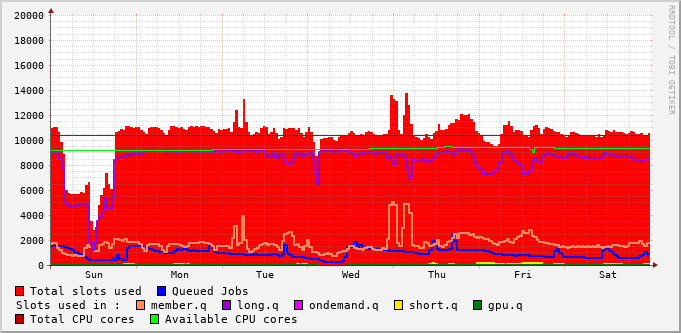 20000
18000
16000
14000
12000
10000
8000
6000
4000
2000
0
Sun Mon Tue Wed Thu Fri Sat
RRDTOOL / TOBI OETIKER
Total slots used Queued Jobs
Slots used in : member.q long.q ondemand.q short.q gpu.q
Total CPU cores Available CPU cores